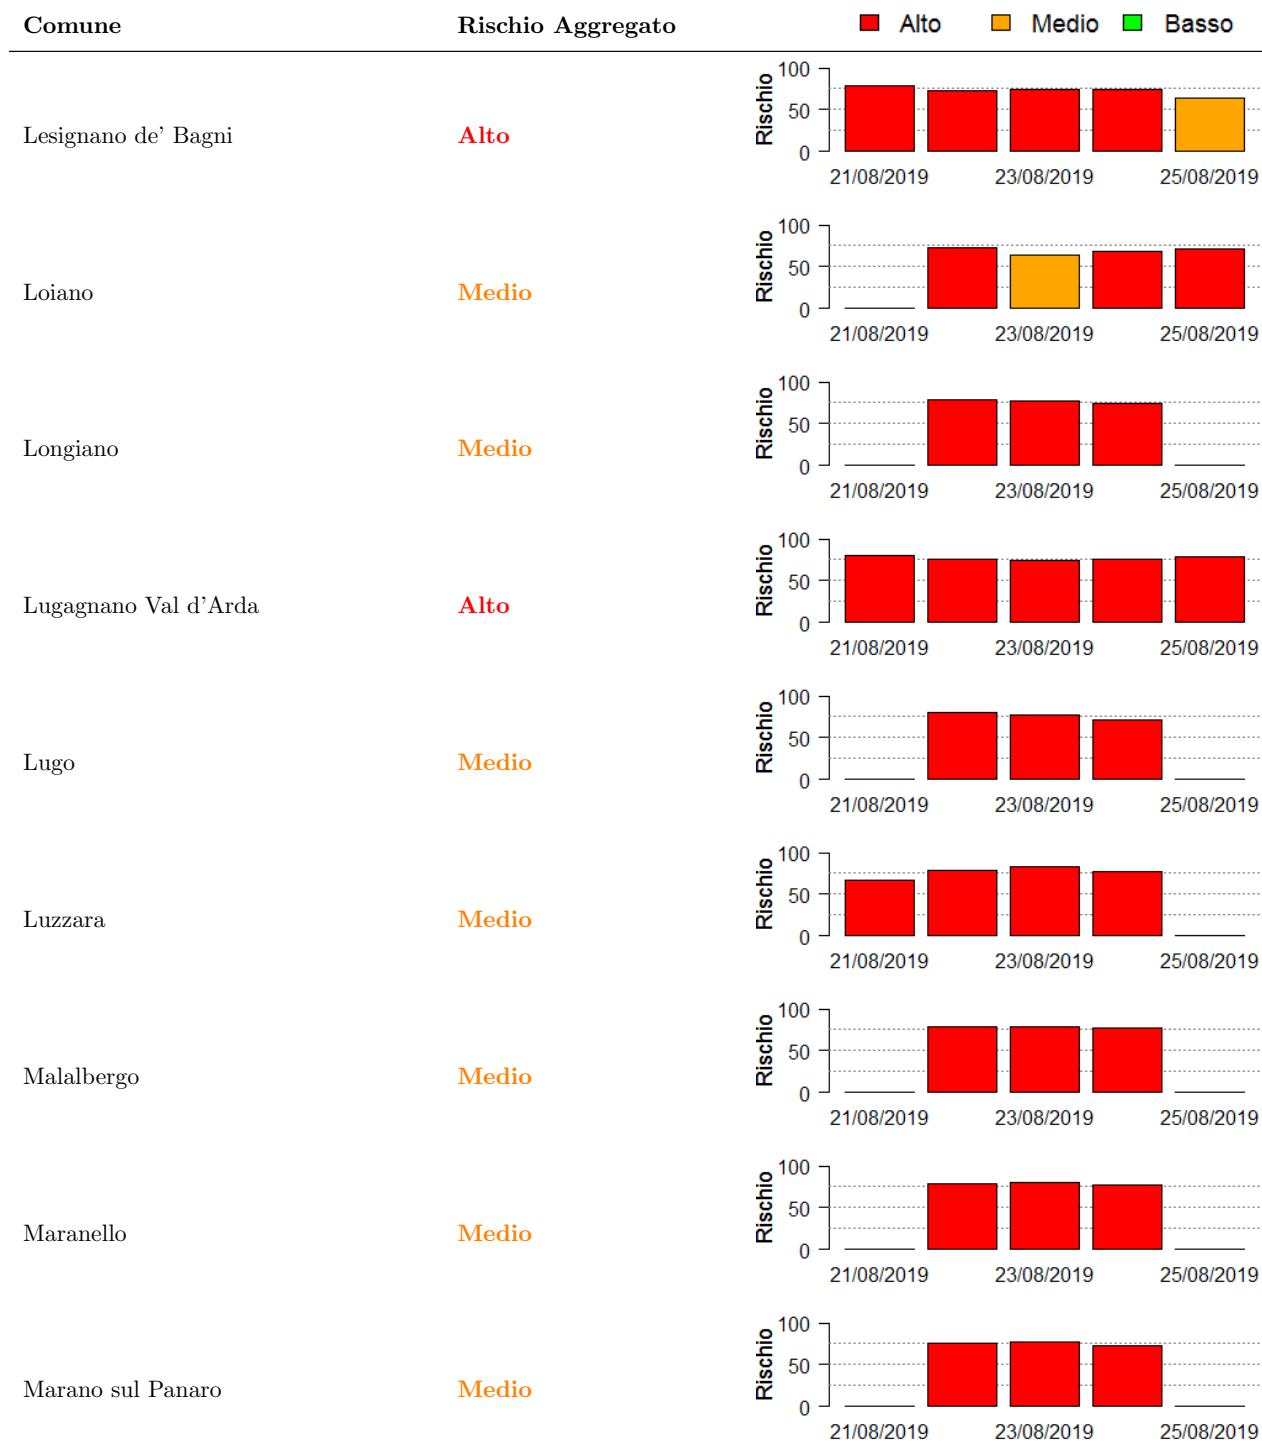 Comune Rischio Aggregato Alto Medio Basso
100
50
0
Rischio
Lesignano de' Bagni Alto
21/08/2019 23/08/2019 25/08/2019
100
50
0
Rischio
Loiano Medio
21/08/2019 23/08/2019 25/08/2019
100
50
0
Rischio
Longiano Medio
21/08/2019 23/08/2019 25/08/2019
100
50
0
Rischio
Lugagnano Val d'Arda Alto
21/08/2019 23/08/2019 25/08/2019
100
50
0
Rischio
Lugo Medio
21/08/2019 23/08/2019 25/08/2019
100
50
0
Rischio
Luzzara Medio
21/08/2019 23/08/2019 25/08/2019
100
50
0
Rischio
Malalbergo Medio
21/08/2019 23/08/2019 25/08/2019
100
50
0
Rischio
Maranello Medio
21/08/2019 23/08/2019 25/08/2019
100
50
0
Rischio
Marano sul Panaro Medio
21/08/2019 23/08/2019 25/08/2019